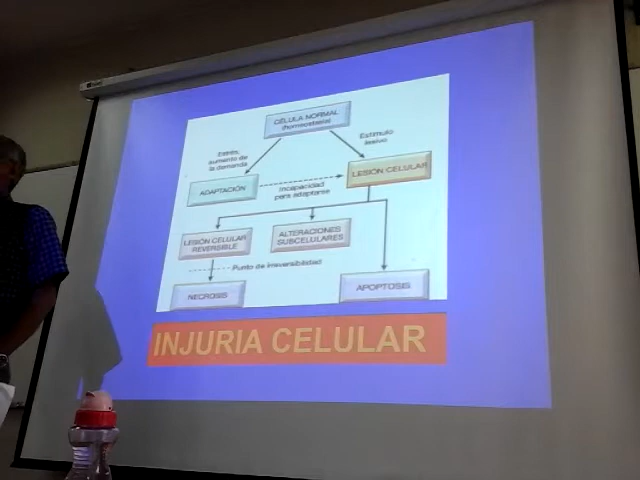 CÉLULA NORMAL
(homeostasia)
Estrés,
aumento de
la demanda
Estímulo
lesivo
ADAPTACIÓN
Incapacidad
para adaptarse
LESIÓN CELULAR
LESIÓN CELULAR
REVERSIBLE
ALTERACIONES
SUBCELULARES
Punto de irreversibilidad
NECROSIS
APOPTOSIS
INJURIA CELULAR